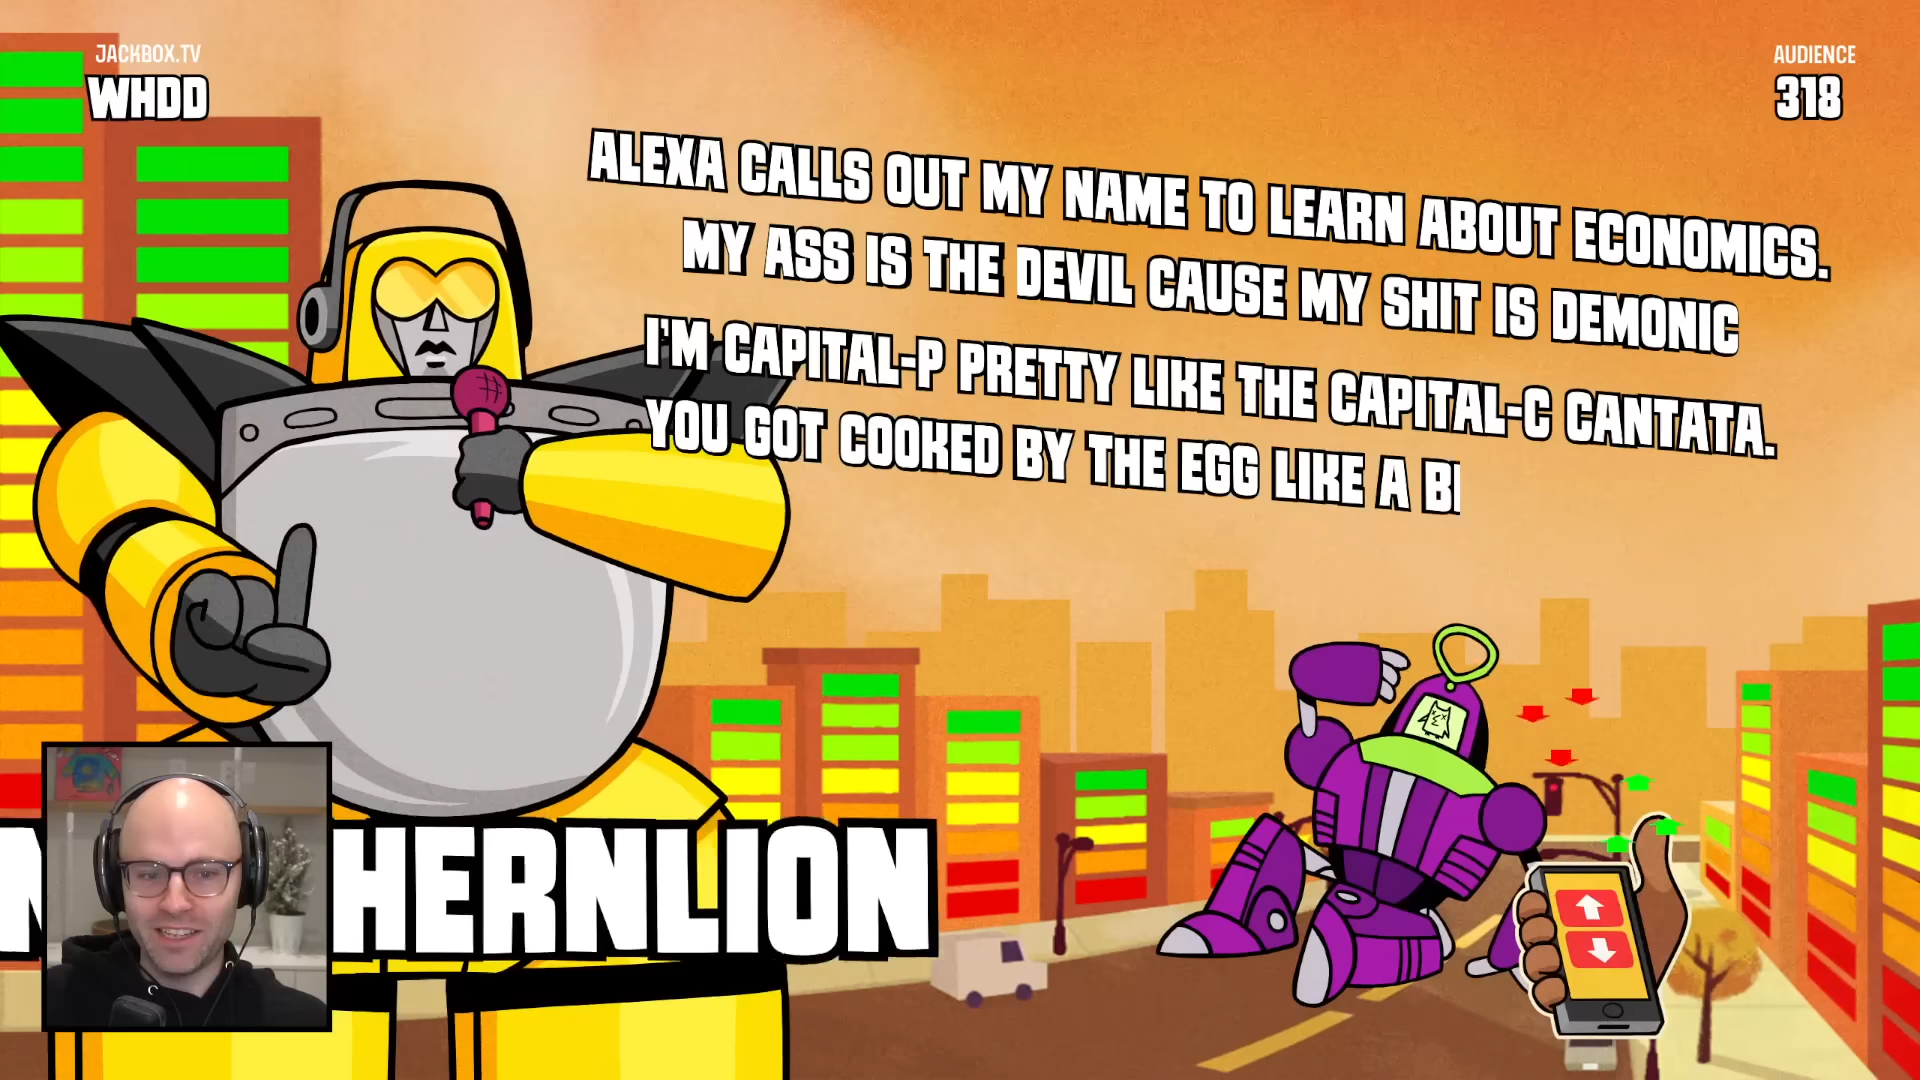 JACKBOX.TV
WHDD
AUDIENCE
318
ALEXA CALLS OUT MY NAME TO LEARN ABOUT ECONOMICS.
MY ASS IS THE DEVIL CAUSE MY SHIT IS DEMONIC
I'M CAPITAL-P PRETTY LIKE THE CAPITAL-C CANTATA.
YOU GOT COOKED BY THE EGG LIKE A
HERNLION